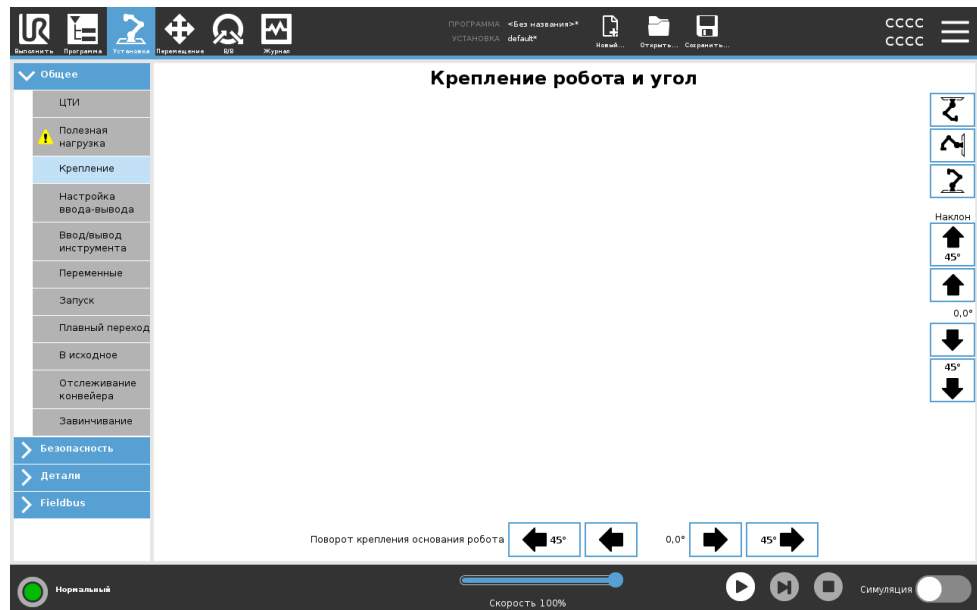 ПРОГРАММА <Без названия>*
УСТАНОВКА default*
Выполнить Программа Установка Перемещение В/В Журнал
Новый... Открыть... Сохранить...
CCCC
CCCC
Общее
ЦТИ
Полезная
нагрузка
Крепление
Настройка
ввода-вывода
Ввод/вывод
инструмента
Переменные
Запуск
Плавный переход
В исходное
Отслеживание
конвейера
Завинчивание
Безопасность
Детали
Fieldbus
Крепление робота и угол
Наклон
45°
0,0°
45°
Поворот крепления основания робота 45° 0,0° 45°
Нормальный
Скорость 100%
Симуляция